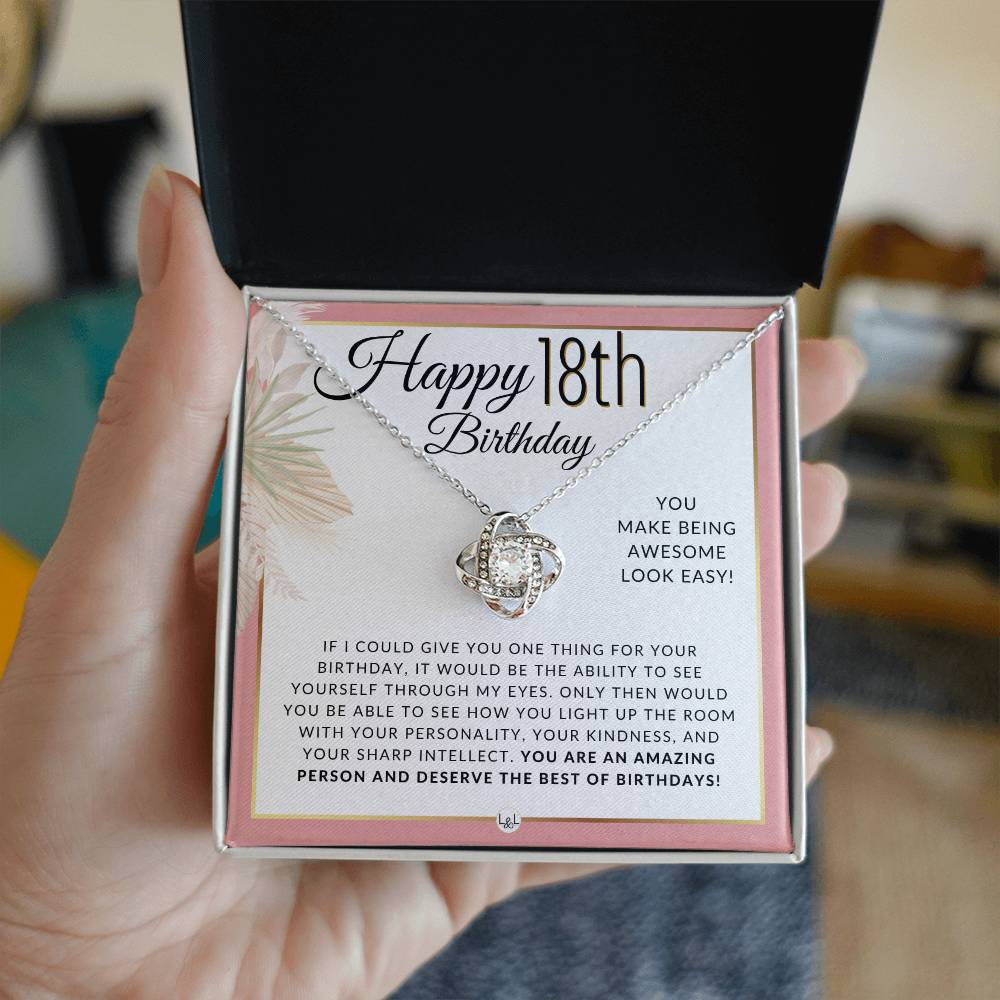 Happy 18th
Birthday
YOU
MAKE BEING
AWESOME
LOOK EASY!
IF I COULD GIVE YOU ONE THING FOR YOUR
BIRTHDAY, IT WOULD BE THE ABILITY TO SEE
YOURSELF THROUGH MY EYES. ONLY THEN WOULD
YOU BE ABLE TO SEE HOW YOU LIGHT UP THE ROOM
WITH YOUR PERSONALITY, YOUR KINDNESS, AND
YOUR SHARP INTELLECT. YOU ARE AN AMAZING
PERSON AND DESERVE THE BEST OF BIRTHDAYS!
L&L